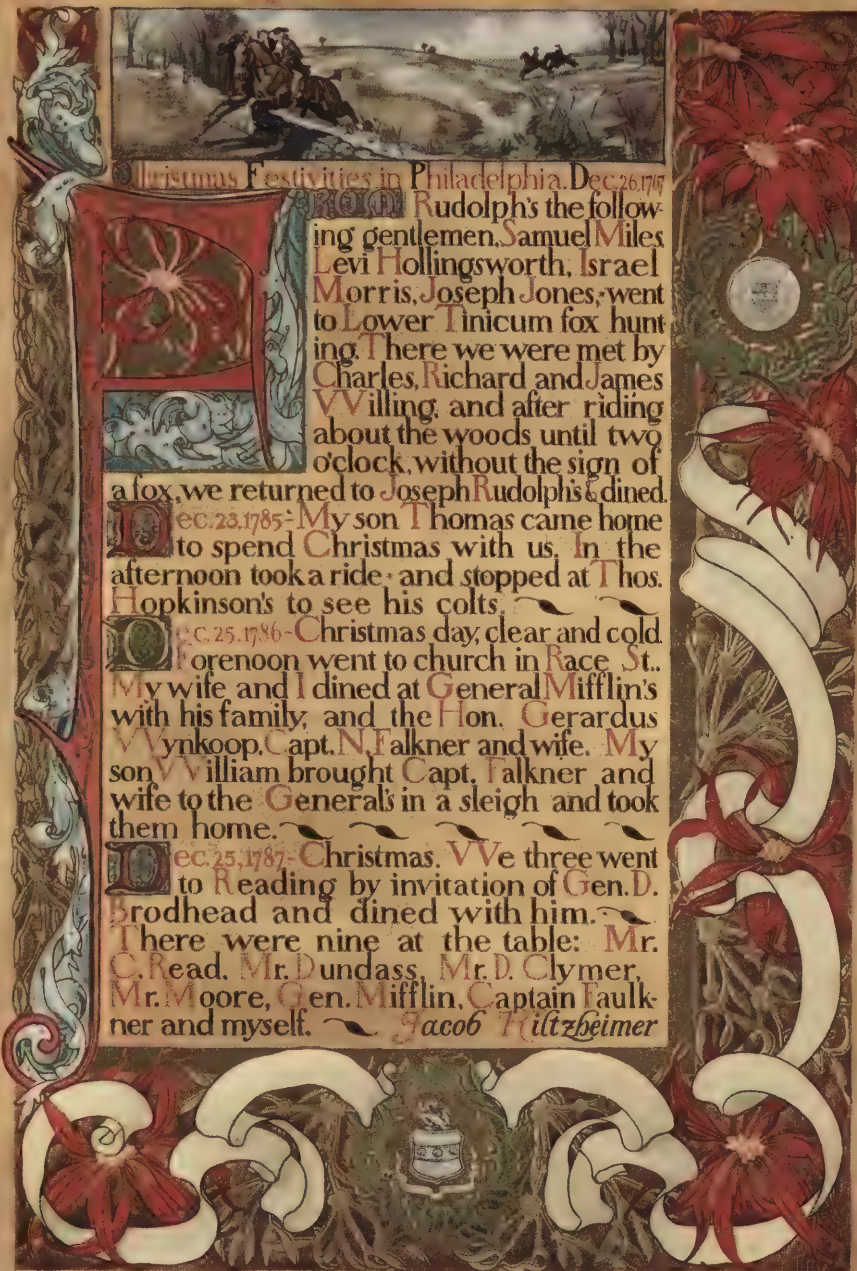 Christmas Festivities in Philadelphia. Dec. 26, 1767
FROM Rudolph's the follow-
ing gentlemen, Samuel Miles
Levi Hollingsworth, Israel
Morris, Joseph Jones,-went
to Lower Tinicum fox hunt
ing. There we were met by
Charles, Richard and James
Willing, and after riding
about the woods until two
o'clock, without the sign of
a fox, we returned to Joseph Rudolph's & dined.
Dec. 23, 1785- My son Thomas came home
to spend Christmas with us. In the
afternoon took a ride- and stopped at Thos.
Hopkinson's to see his colts.
Dec. 25. 1786-Christmas day, clear and cold.
Forenoon went to church in Race St..
My wife and I dined at General Mifflin's
with his family, and the Hon. Gerardus
Wynkoop, Capt. N. Falkner and wife. My
son William brought Capt. Falkner and
wife to the General's in a sleigh and took
them home.
Dec. 25, 1787-Christmas. We three went
to Reading by invitation of Gen. D.
Brodhead and dined with him.
There were nine at the table: Mr.
C. Read, Mr. Dundass, Mr. D. Clymer,
Mr. Moore, Gen. Mifflin, Captain Faulk-
ner and myself. Jacob Hiltzheimer